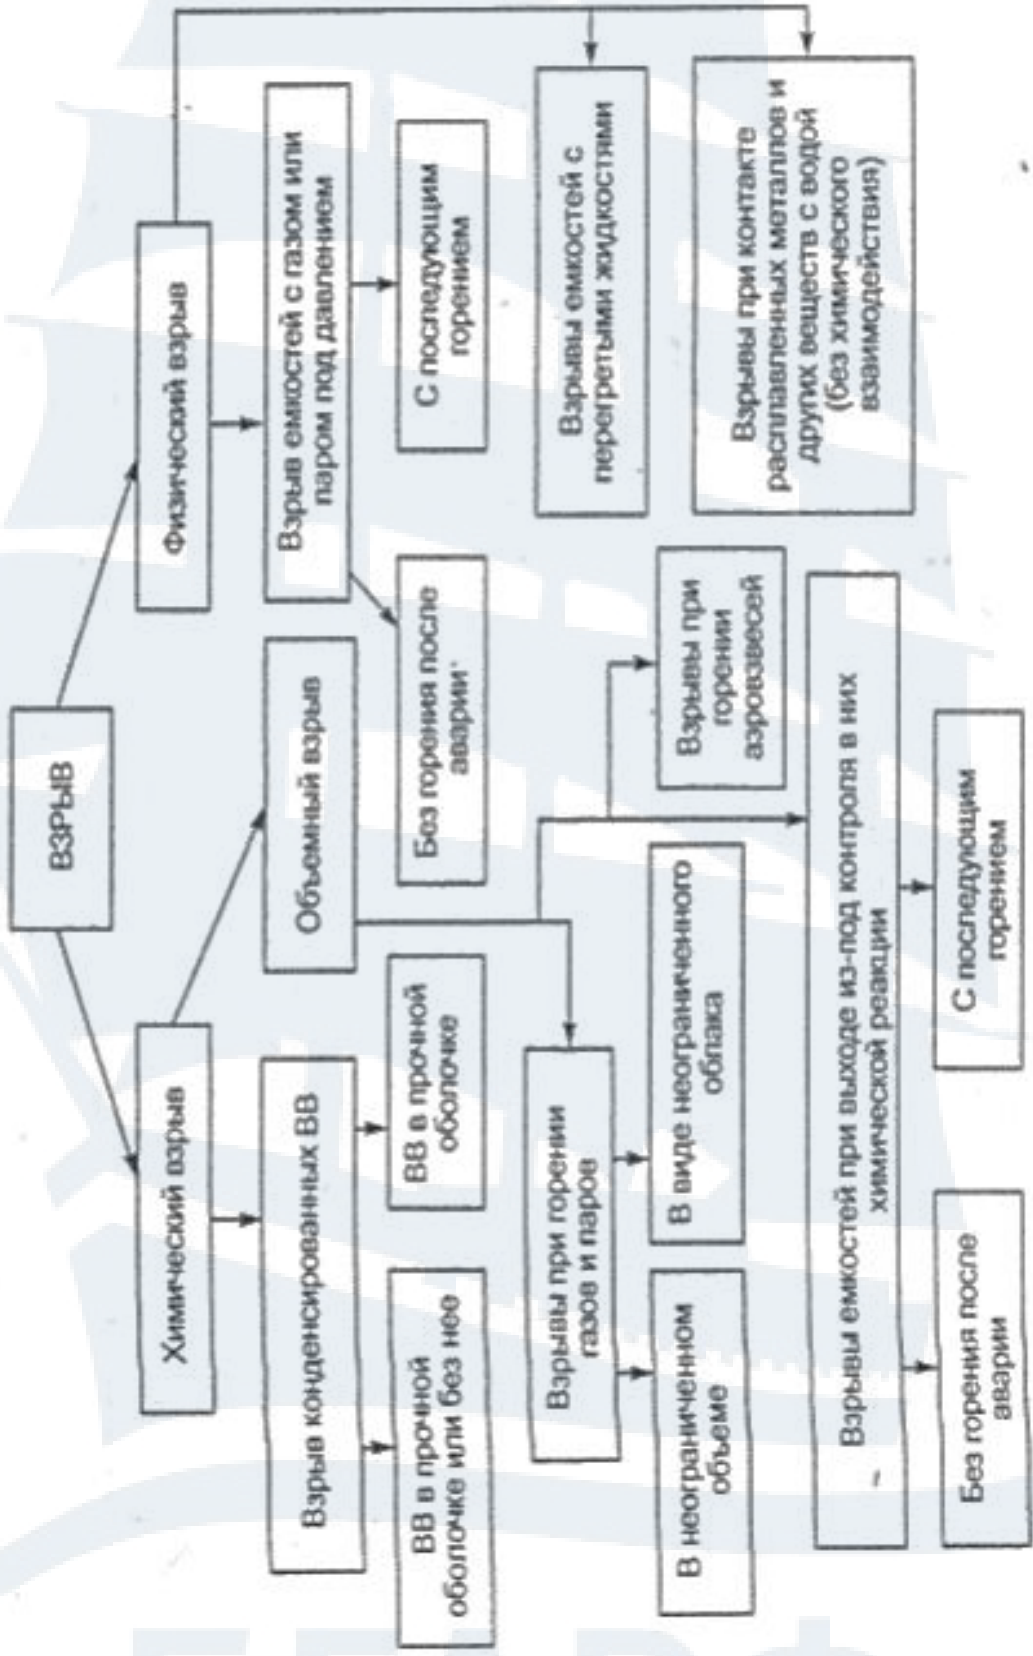 ВЗРЫВ
Химический взрыв
Физический взрыв
Взрыв конденсированных ВВ
Объемный взрыв
Взрыв емкостей с газом или
паром под давлением
ВВ в прочной
оболочке или без нее
ВВ в прочной
оболочке
Без горения после
аварии
С последующим
горением
Взрывы при горении
газов и паров
Взрывы емкостей с
перегретыми жидкостями
В неограниченном
объеме
В виде неограниченного
облака
Взрывы при
горении
аэровзвесей
Взрывы при контакте
расплавленных металлов и
других веществ с водой
(без химического
взаимодействия)
Взрывы емкостей при выходе из-под контроля в них
химической реакции
Без горения после
аварии
С последующим
горением